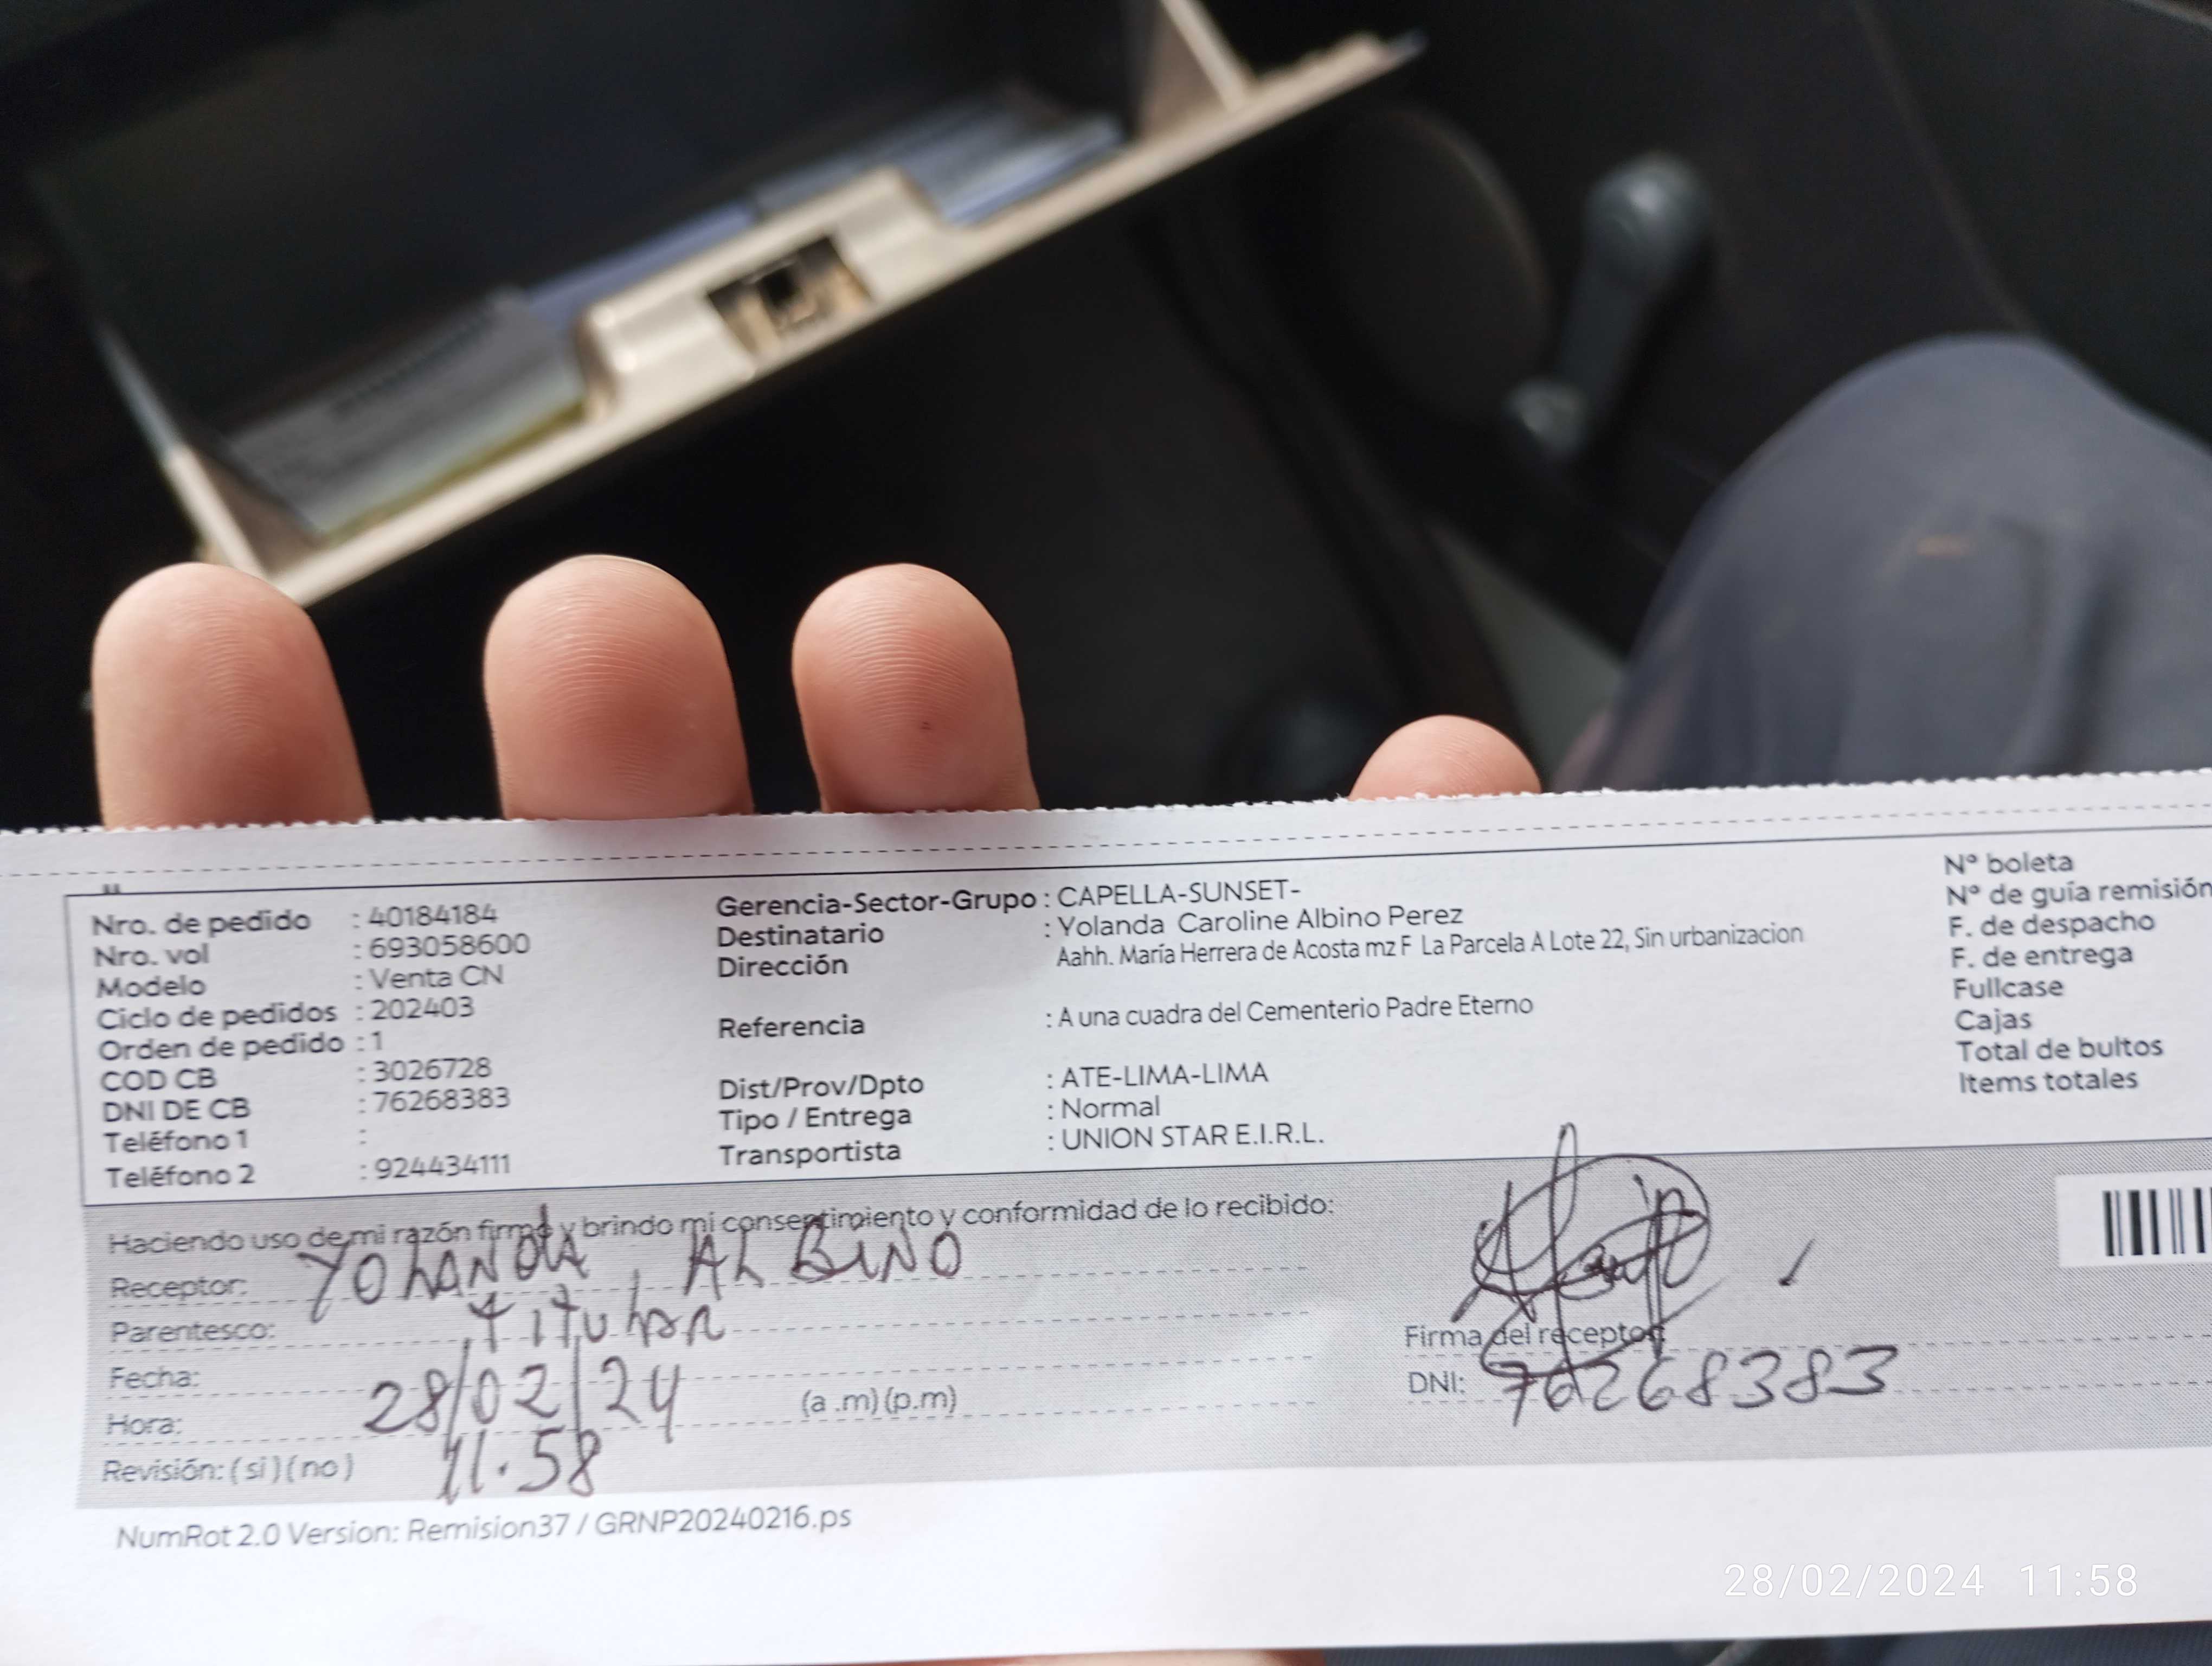 Nro. de pedido : 40184184
Nro. vol : 693058600
Modelo : Venta CN
Ciclo de pedidos : 202403
Orden de pedido : 1
COD CB : 3026728
DNI DE CB : 76268383
Teléfono 1 :
Teléfono 2 : 924434111
Gerencia-Sector-Grupo : CAPELLA-SUNSET-
Destinatario : Yolanda Caroline Albino Perez
Dirección Aahh. María Herrera de Acosta mz F La Parcela A Lote 22, Sin urbanizacion
Referencia : A una cuadra del Cementerio Padre Eterno
Dist/Prov/Dpto : ATE-LIMA-LIMA
Tipo / Entrega : Normal
Transportista : UNION STAR E.I.R.L.
N° boleta
N° de guía remisión
F. de despacho
F. de entrega
Fullcase
Cajas
Total de bultos
Items totales
Haciendo uso de mi razón firmo y brindo mi consentimiento y conformidad de lo recibido:
Receptor: YOLANDA ALBINO
Parentesco: TITULAR
Fecha: 28/02/24
Hora: 11.58 (a .m) (p.m)
Revisión: ( si ) ( no )
Firma del receptor:
DNI: 76268383
NumRot 2.0 Version: Remision37 / GRNP20240216.ps
28/02/2024 11:58